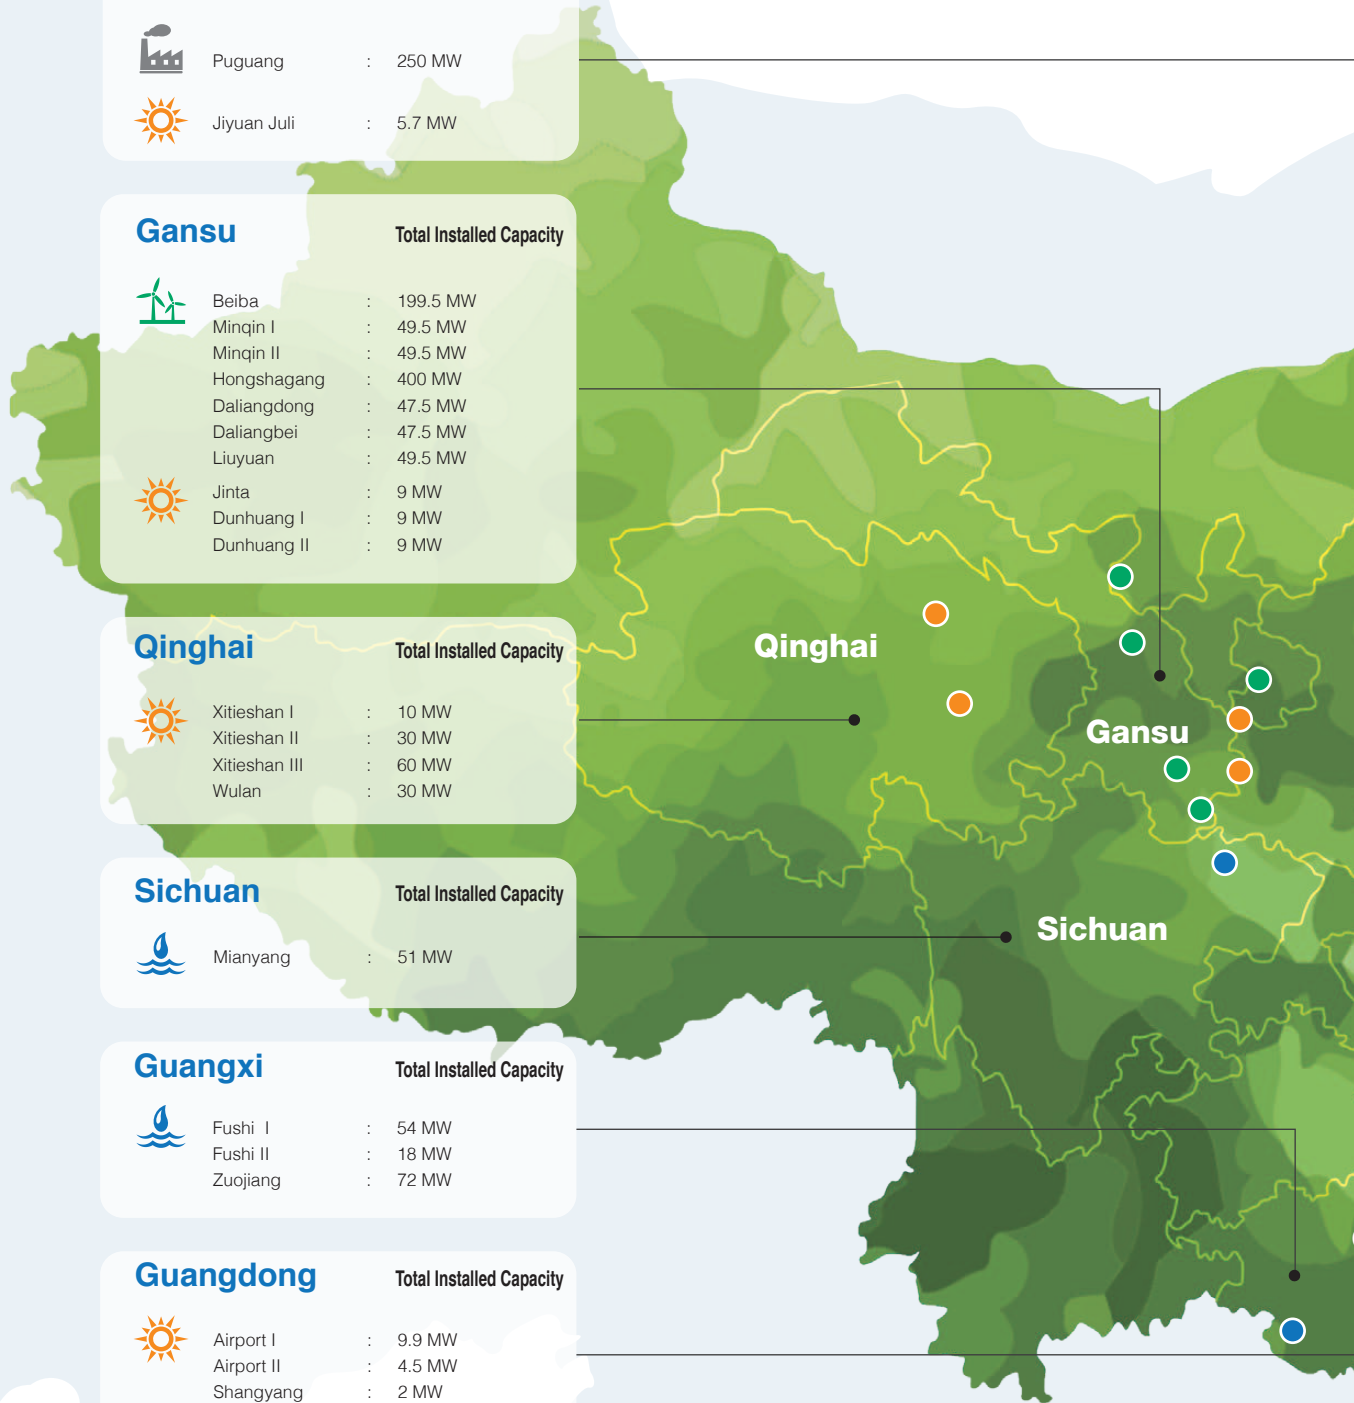 Puguang : 250 MW
Jiyuan Juli : 5.7 MW
Gansu Total Installed Capacity
Beiba : 199.5 MW
Minqin I : 49.5 MW
Minqin II : 49.5 MW
Hongshagang : 400 MW
Daliangdong : 47.5 MW
Daliangbei : 47.5 MW
Liuyuan : 49.5 MW
Jinta : 9 MW
Dunhuang I : 9 MW
Dunhuang II : 9 MW
Qinghai Total Installed Capacity
Xitieshan I : 10 MW
Xitieshan II : 30 MW
Xitieshan III : 60 MW
Wulan : 30 MW
Sichuan Total Installed Capacity
Mianyang : 51 MW
Guangxi Total Installed Capacity
Fushi I : 54 MW
Fushi II : 18 MW
Zuojiang : 72 MW
Guangdong Total Installed Capacity
Airport I : 9.9 MW
Airport II : 4.5 MW
Shangyang : 2 MW
Qinghai
Gansu
Sichuan